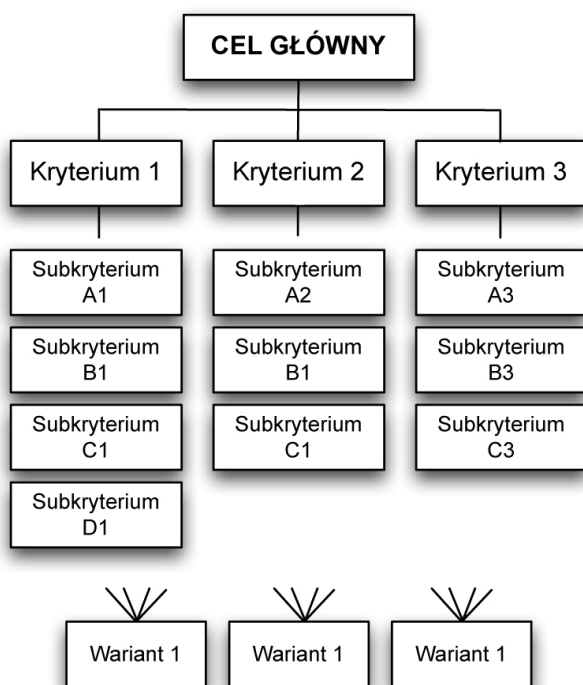 CEL GŁÓWNY
Kryterium 1
Kryterium 2
Kryterium 3
Subkryterium
A1
Subkryterium
A2
Subkryterium
A3
Subkryterium
B1
Subkryterium
B1
Subkryterium
B3
Subkryterium
C1
Subkryterium
C1
Subkryterium
C3
Subkryterium
D1
Wariant 1
Wariant 1
Wariant 1